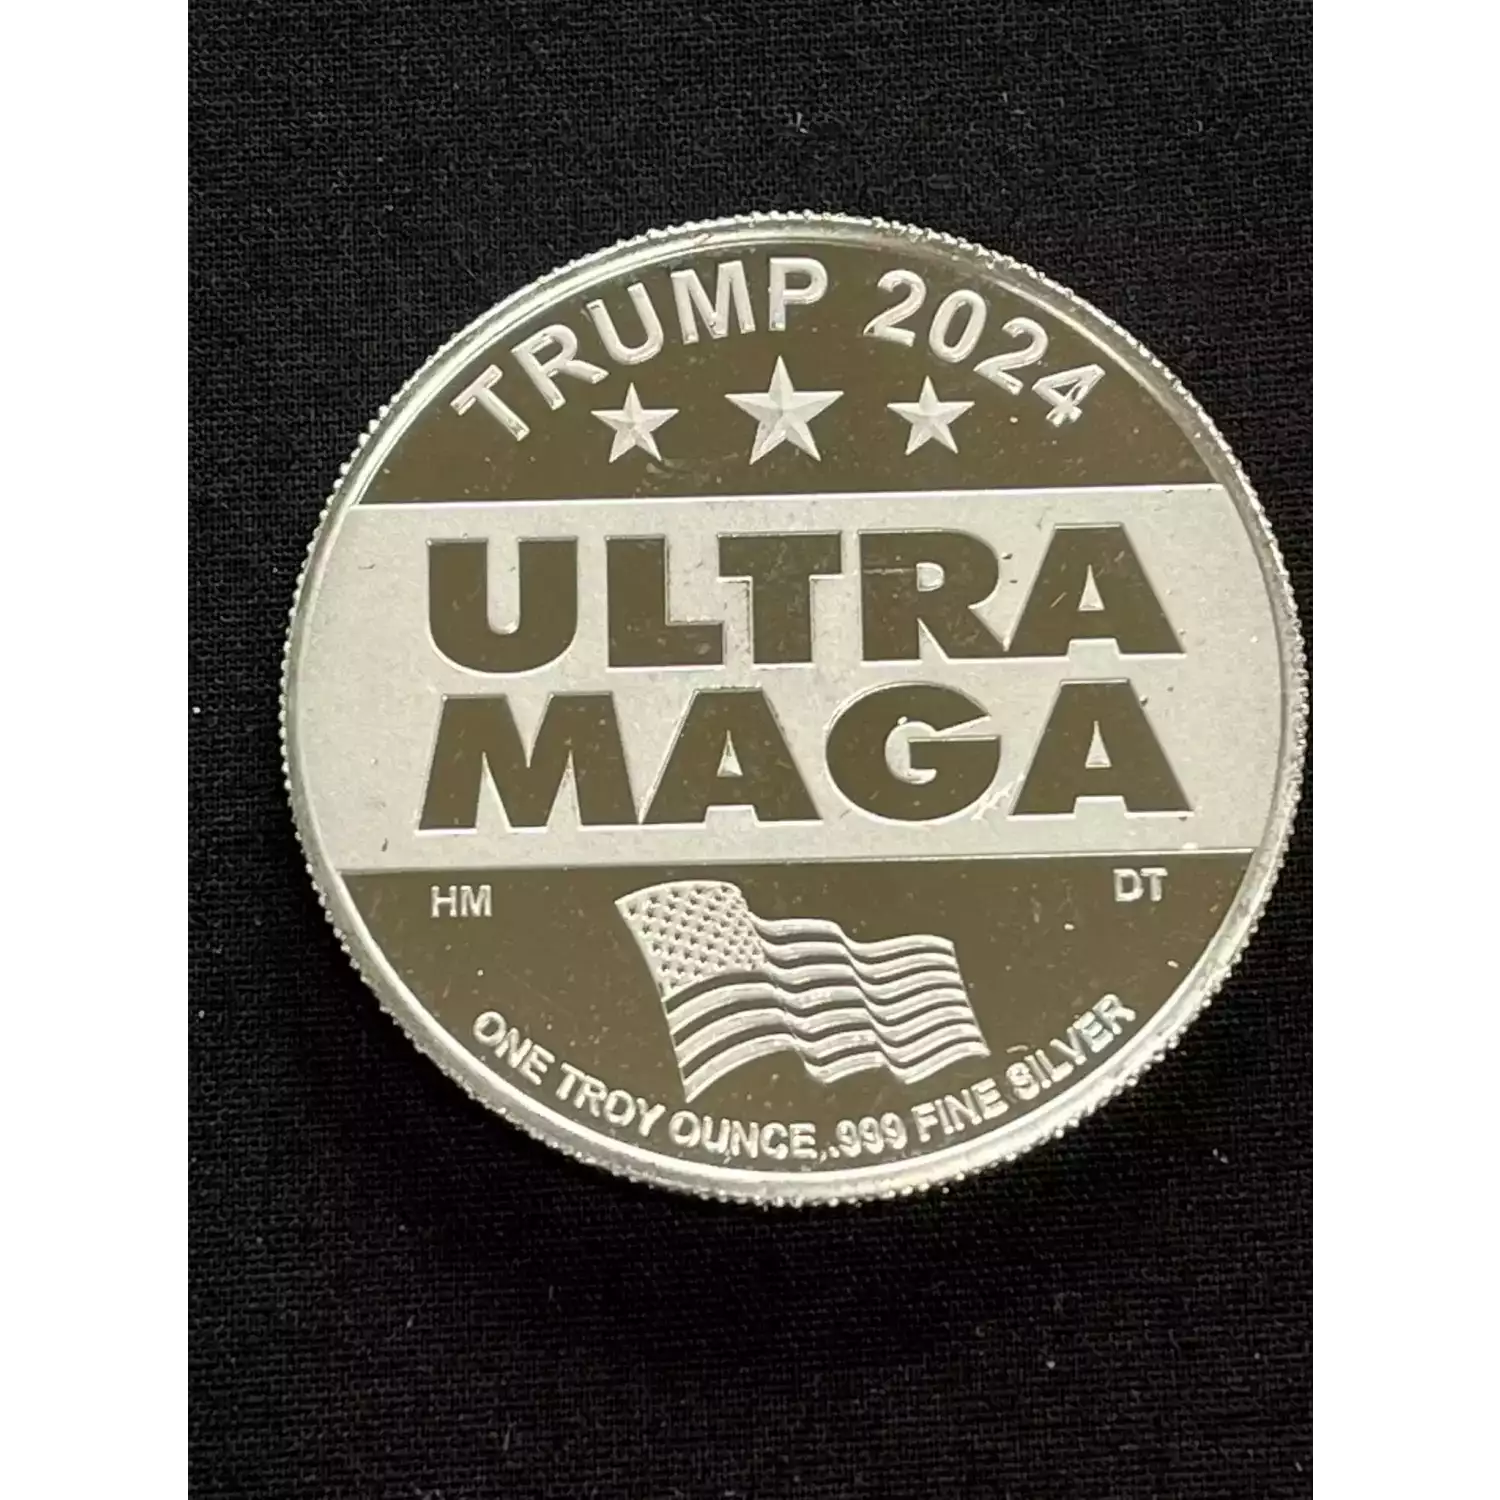 TRUMP 2024
ULTRA
MAGA
HM
DT
ONE TROY OUNCE, .999 FINE SILVER